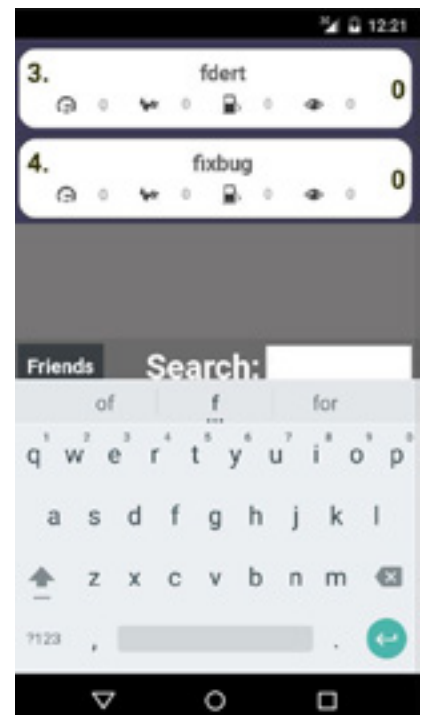 12:21
3. fdert 0
0 0 0 0
4. fixbug 0
0 0 0 0
Friends Search:
of f for
1 2 3 4 5 6 7 8 9 0
q w e r t y u i o p
a s d f g h j k l
z x c v b n m
?123 , .